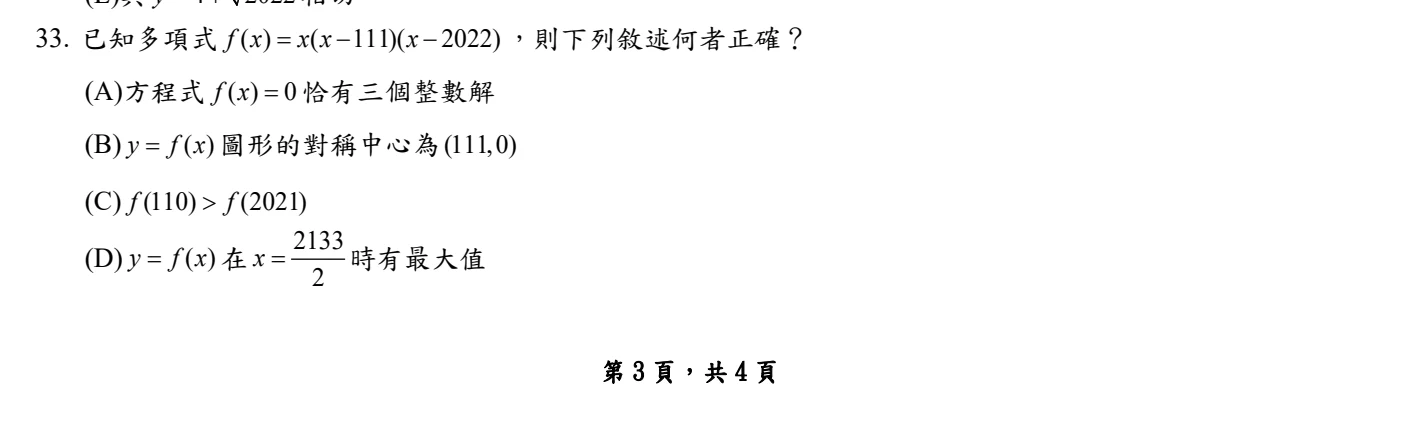 33. 已知多項式 f(x)=x(x−111)(x−2022),則下列敘述何者正確?
(A)方程式 f(x)=0 恰有三個整數解
(B) y=f(x) 圖形的對稱中心為 (111,0)
(C) f(110)>f(2021)
(D) y=f(x) 在 x=2133/2 時有最大值
第 3 頁,共 4 頁